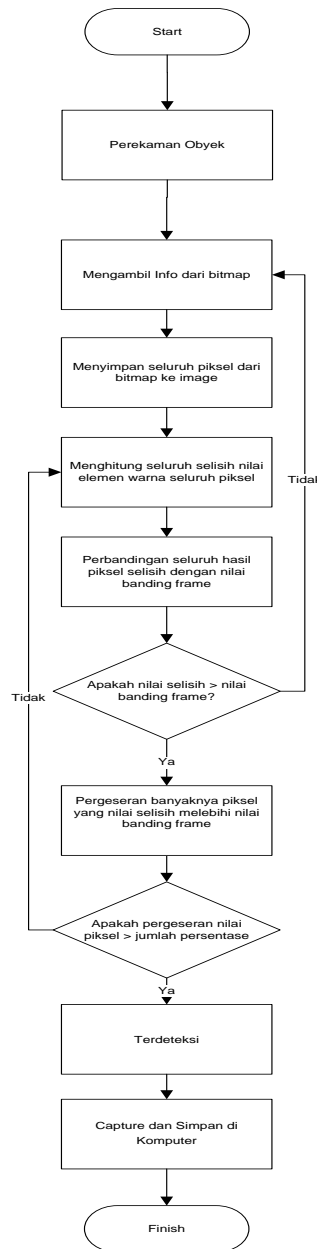 Start
Perekaman Obyek
Mengambil Info dari bitmap
Menyimpan seluruh piksel dari
bitmap ke image
Menghitung seluruh selisih nilai
elemen warna seluruh piksel
Tidak
Perbandingan seluruh hasil
piksel selisih dengan nilai
banding frame
Apakah nilai selisih > nilai
banding frame?
Tidak
Ya
Pergeseran banyaknya piksel
yang nilai selisih melebihi nilai
banding frame
Apakah pergeseran nilai
piksel > jumlah persentase
Ya
Terdeteksi
Capture dan Simpan di
Komputer
Finish